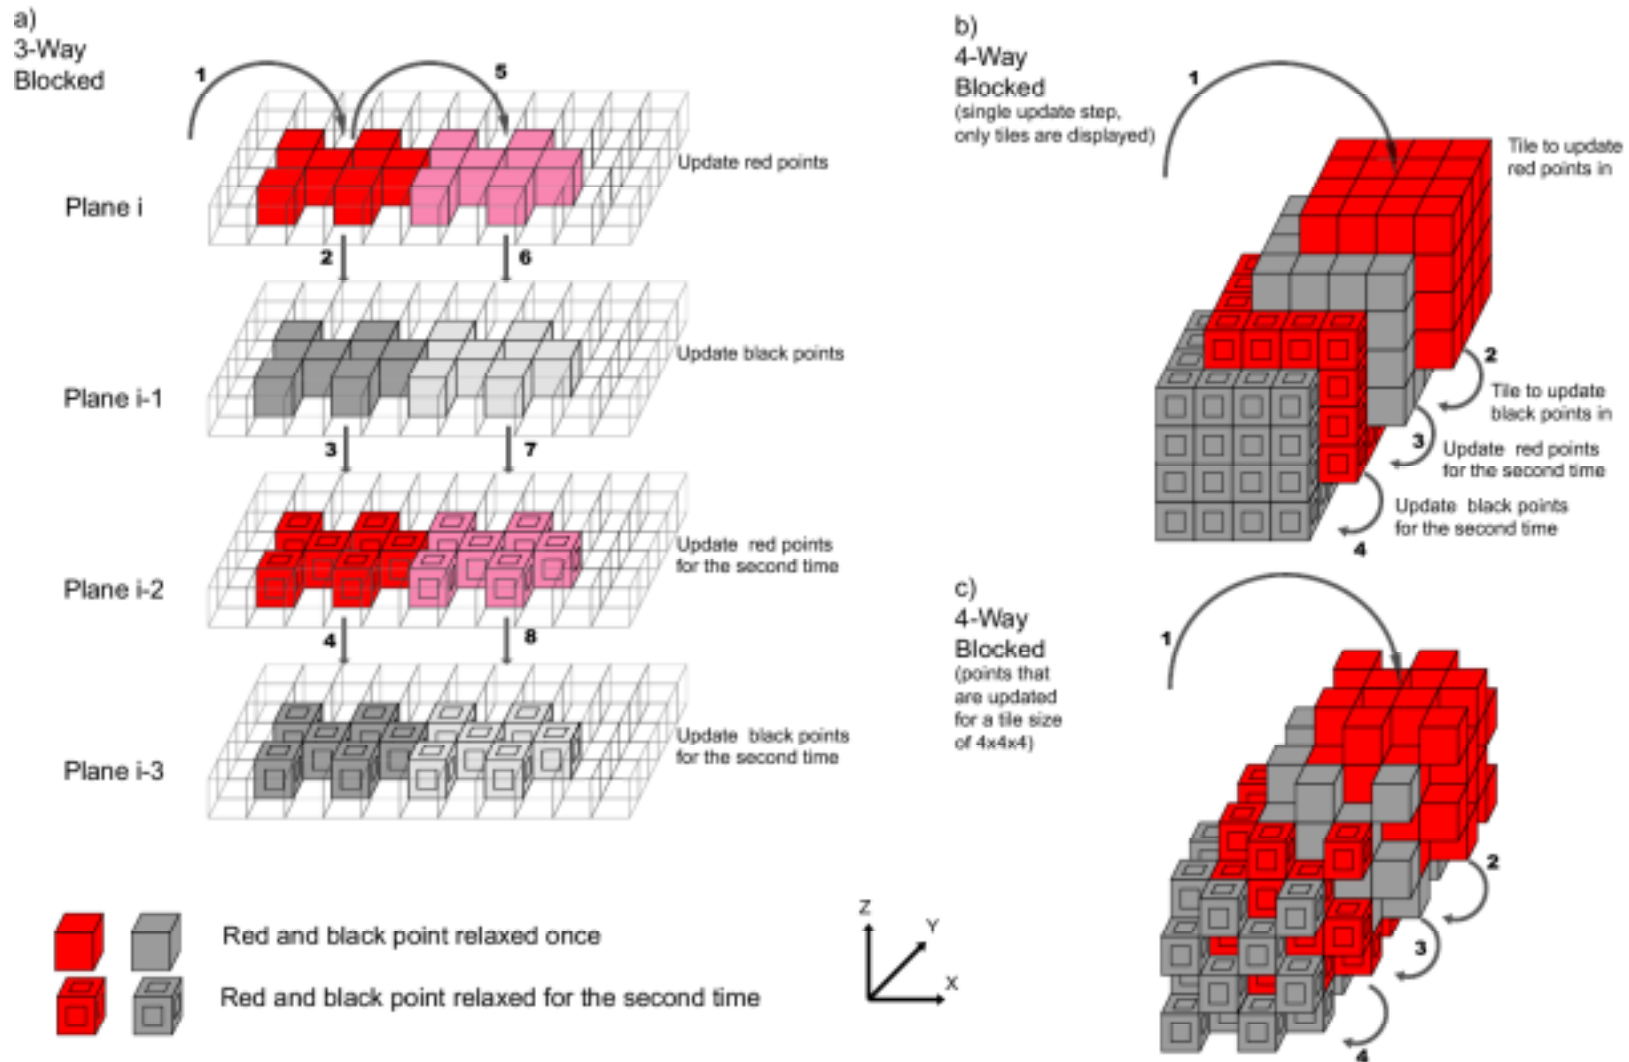 a)
3-Way
Blocked
1
5
Update red points
Plane i
2
6
Update black points
Plane i-1
3
7
Update red points
for the second time
Plane i-2
4
8
Update black points
for the second time
Plane i-3
Red and black point relaxed once
Red and black point relaxed for the second time
Z
Y
X
b)
4-Way
Blocked
(single update step,
only tiles are displayed)
1
Tile to update
red points in
2
Tile to update
black points in
3
Update red points
for the second time
Update black points
for the second time
4
c)
4-Way
Blocked
(points that
are updated
for a tile size
of 4x4x4)
1
2
3
4